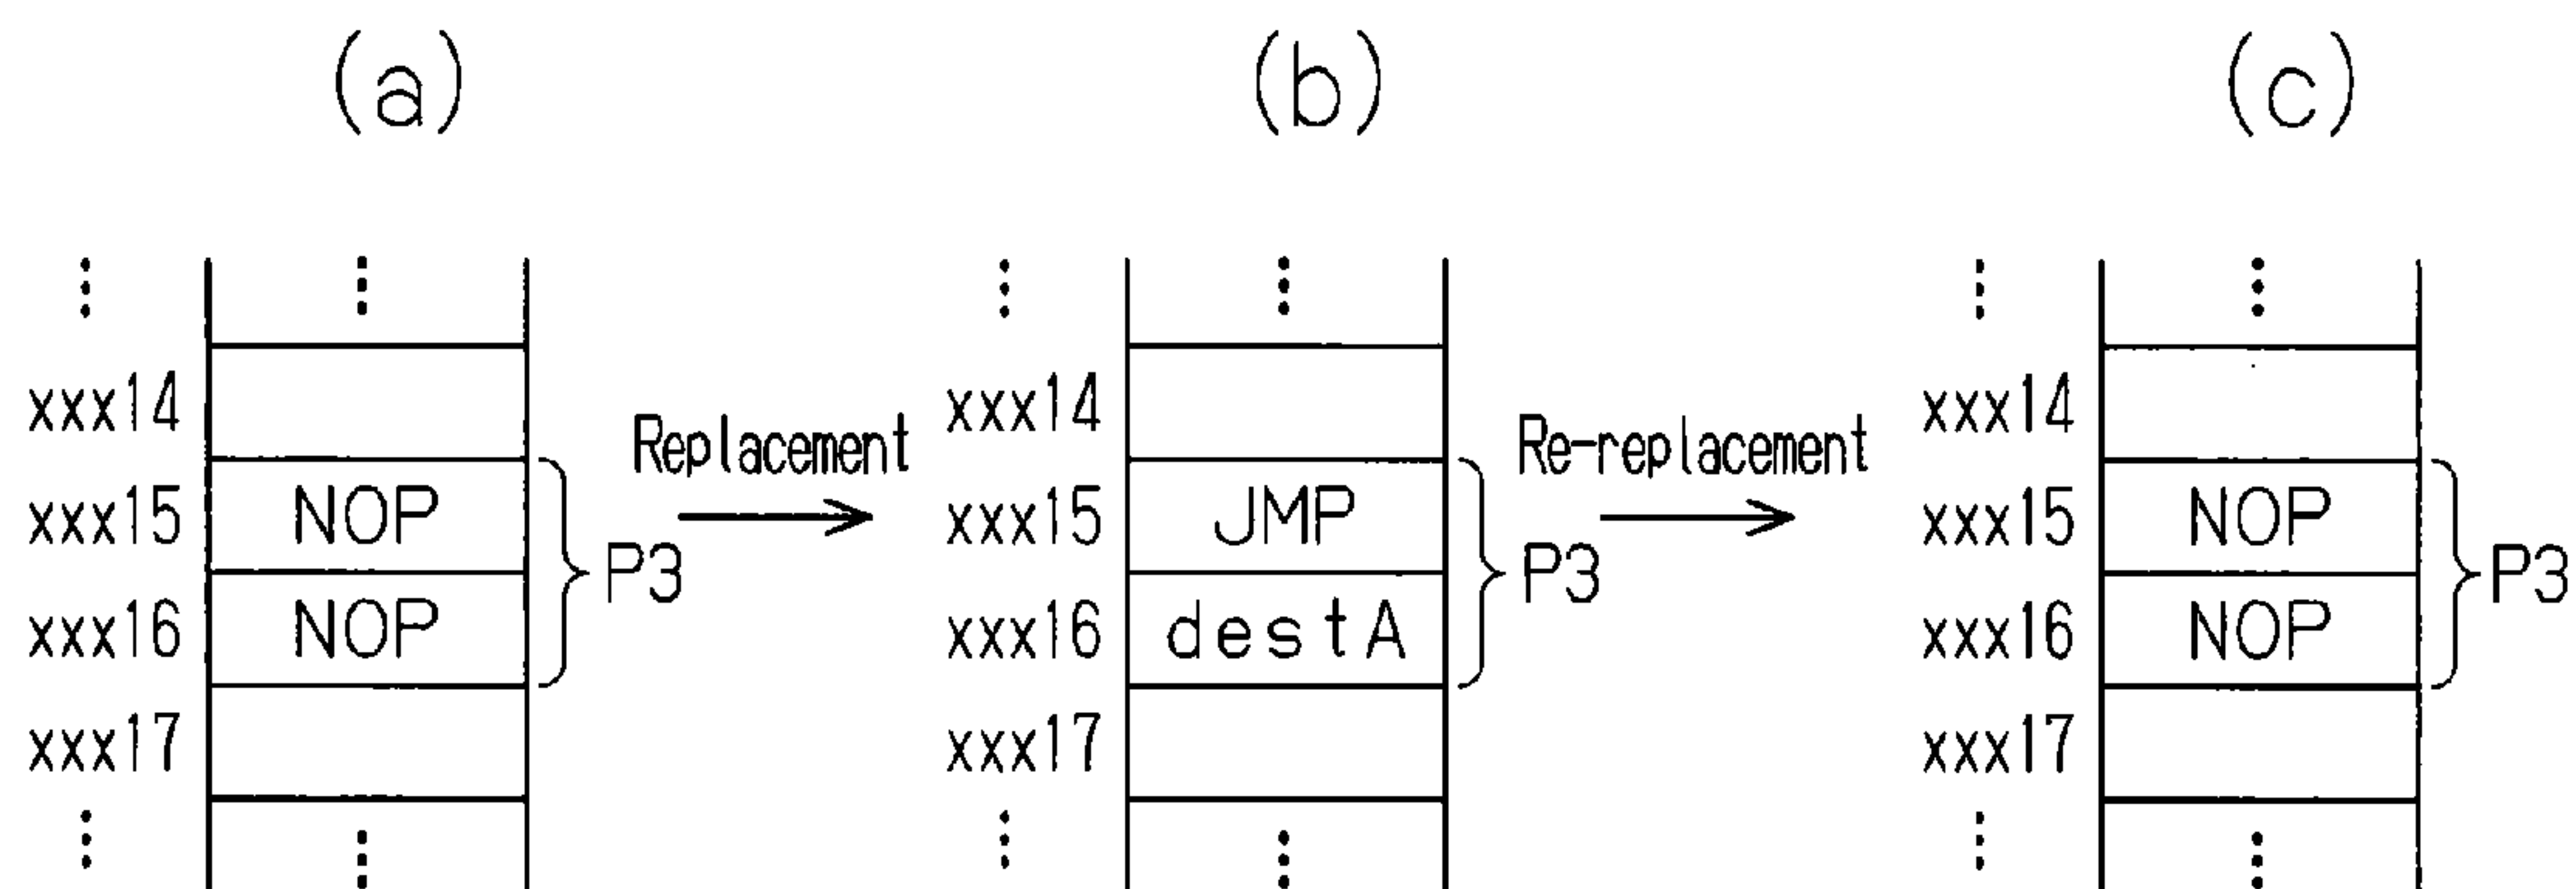 (a) (b) (c)
xxx14 xxx14 xxx14
Replacement Re-replacement
xxx15 NOP xxx15 JMP xxx15 NOP
P3 P3 P3
xxx16 NOP xxx16 destA xxx16 NOP
xxx17 xxx17 xxx17